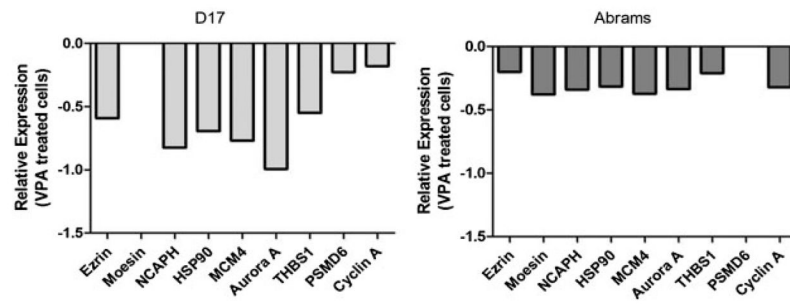 D17
Relative Expression
(VPA treated cells)
0.0
-0.5
-1.0
-1.5
Ezrin
Moesin
NCAPH
HSP90
MCM4
Aurora A
THBS1
PSMD6
Cyclin A
Abrams
Relative Expression
(VPA treated cells)
0.0
-0.5
-1.0
-1.5
Ezrin
Moesin
NCAPH
HSP90
MCM4
Aurora A
THBS1
PSMD6
Cyclin A